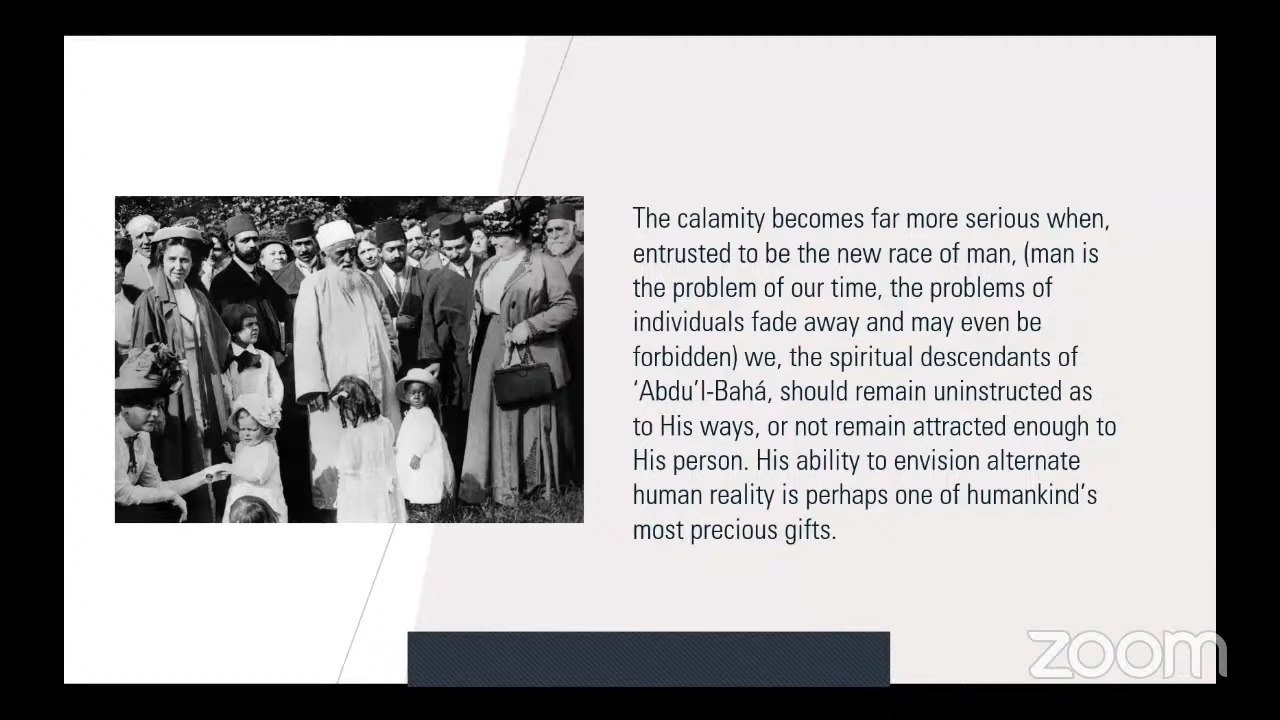 The calamity becomes far more serious when,
entrusted to be the new race of man, (man is
the problem of our time, the problems of
individuals fade away and may even be
forbidden) we, the spiritual descendants of
‘Abdu’l-Bahá, should remain uninstructed as
to His ways, or not remain attracted enough to
His person. His ability to envision alternate
human reality is perhaps one of humankind’s
most precious gifts.
zoom